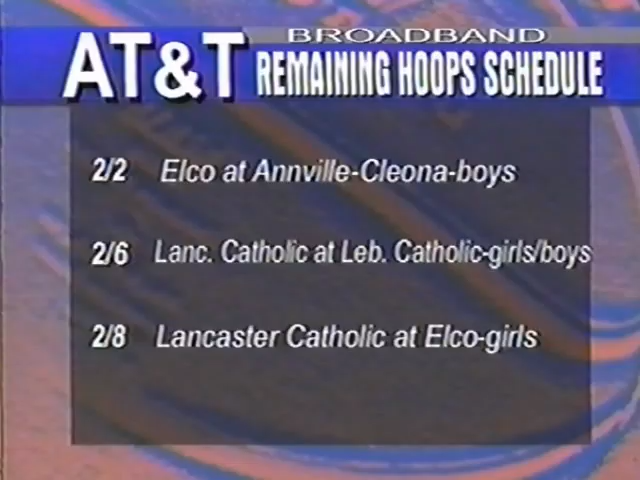 BROADBAND
AT&T REMAINING HOOPS SCHEDULE
2/2 Elco at Annville-Cleona-boys
2/6 Lanc. Catholic at Leb. Catholic-girls/boys
2/8 Lancaster Catholic at Elco-girls